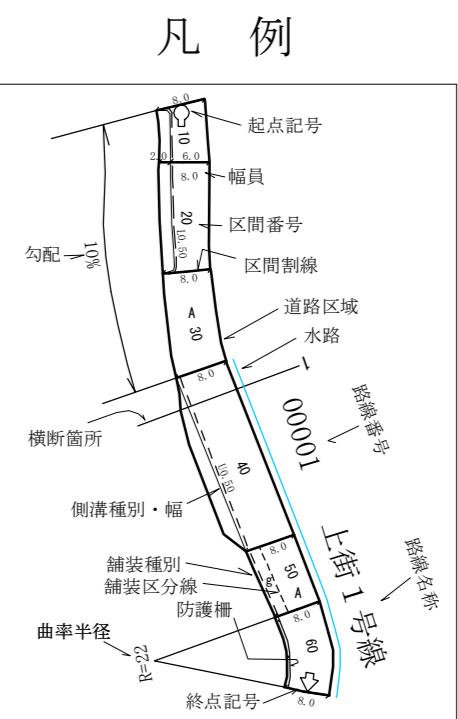 凡 例
8.0
起点記号
10
2.0 6.0
8.0
幅員
20
区間番号
L0.50
区間割線
8.0
勾配
10%
A
30
道路区域
水路
8.0
1
横断箇所
00001
路線番号
40
U0.50
側溝種別・幅
8.0
舗装種別
50
g
A
舗装区分線
上街1号線
路線名称
防護柵
8.0
曲率半径
R=22
60
終点記号
8.0